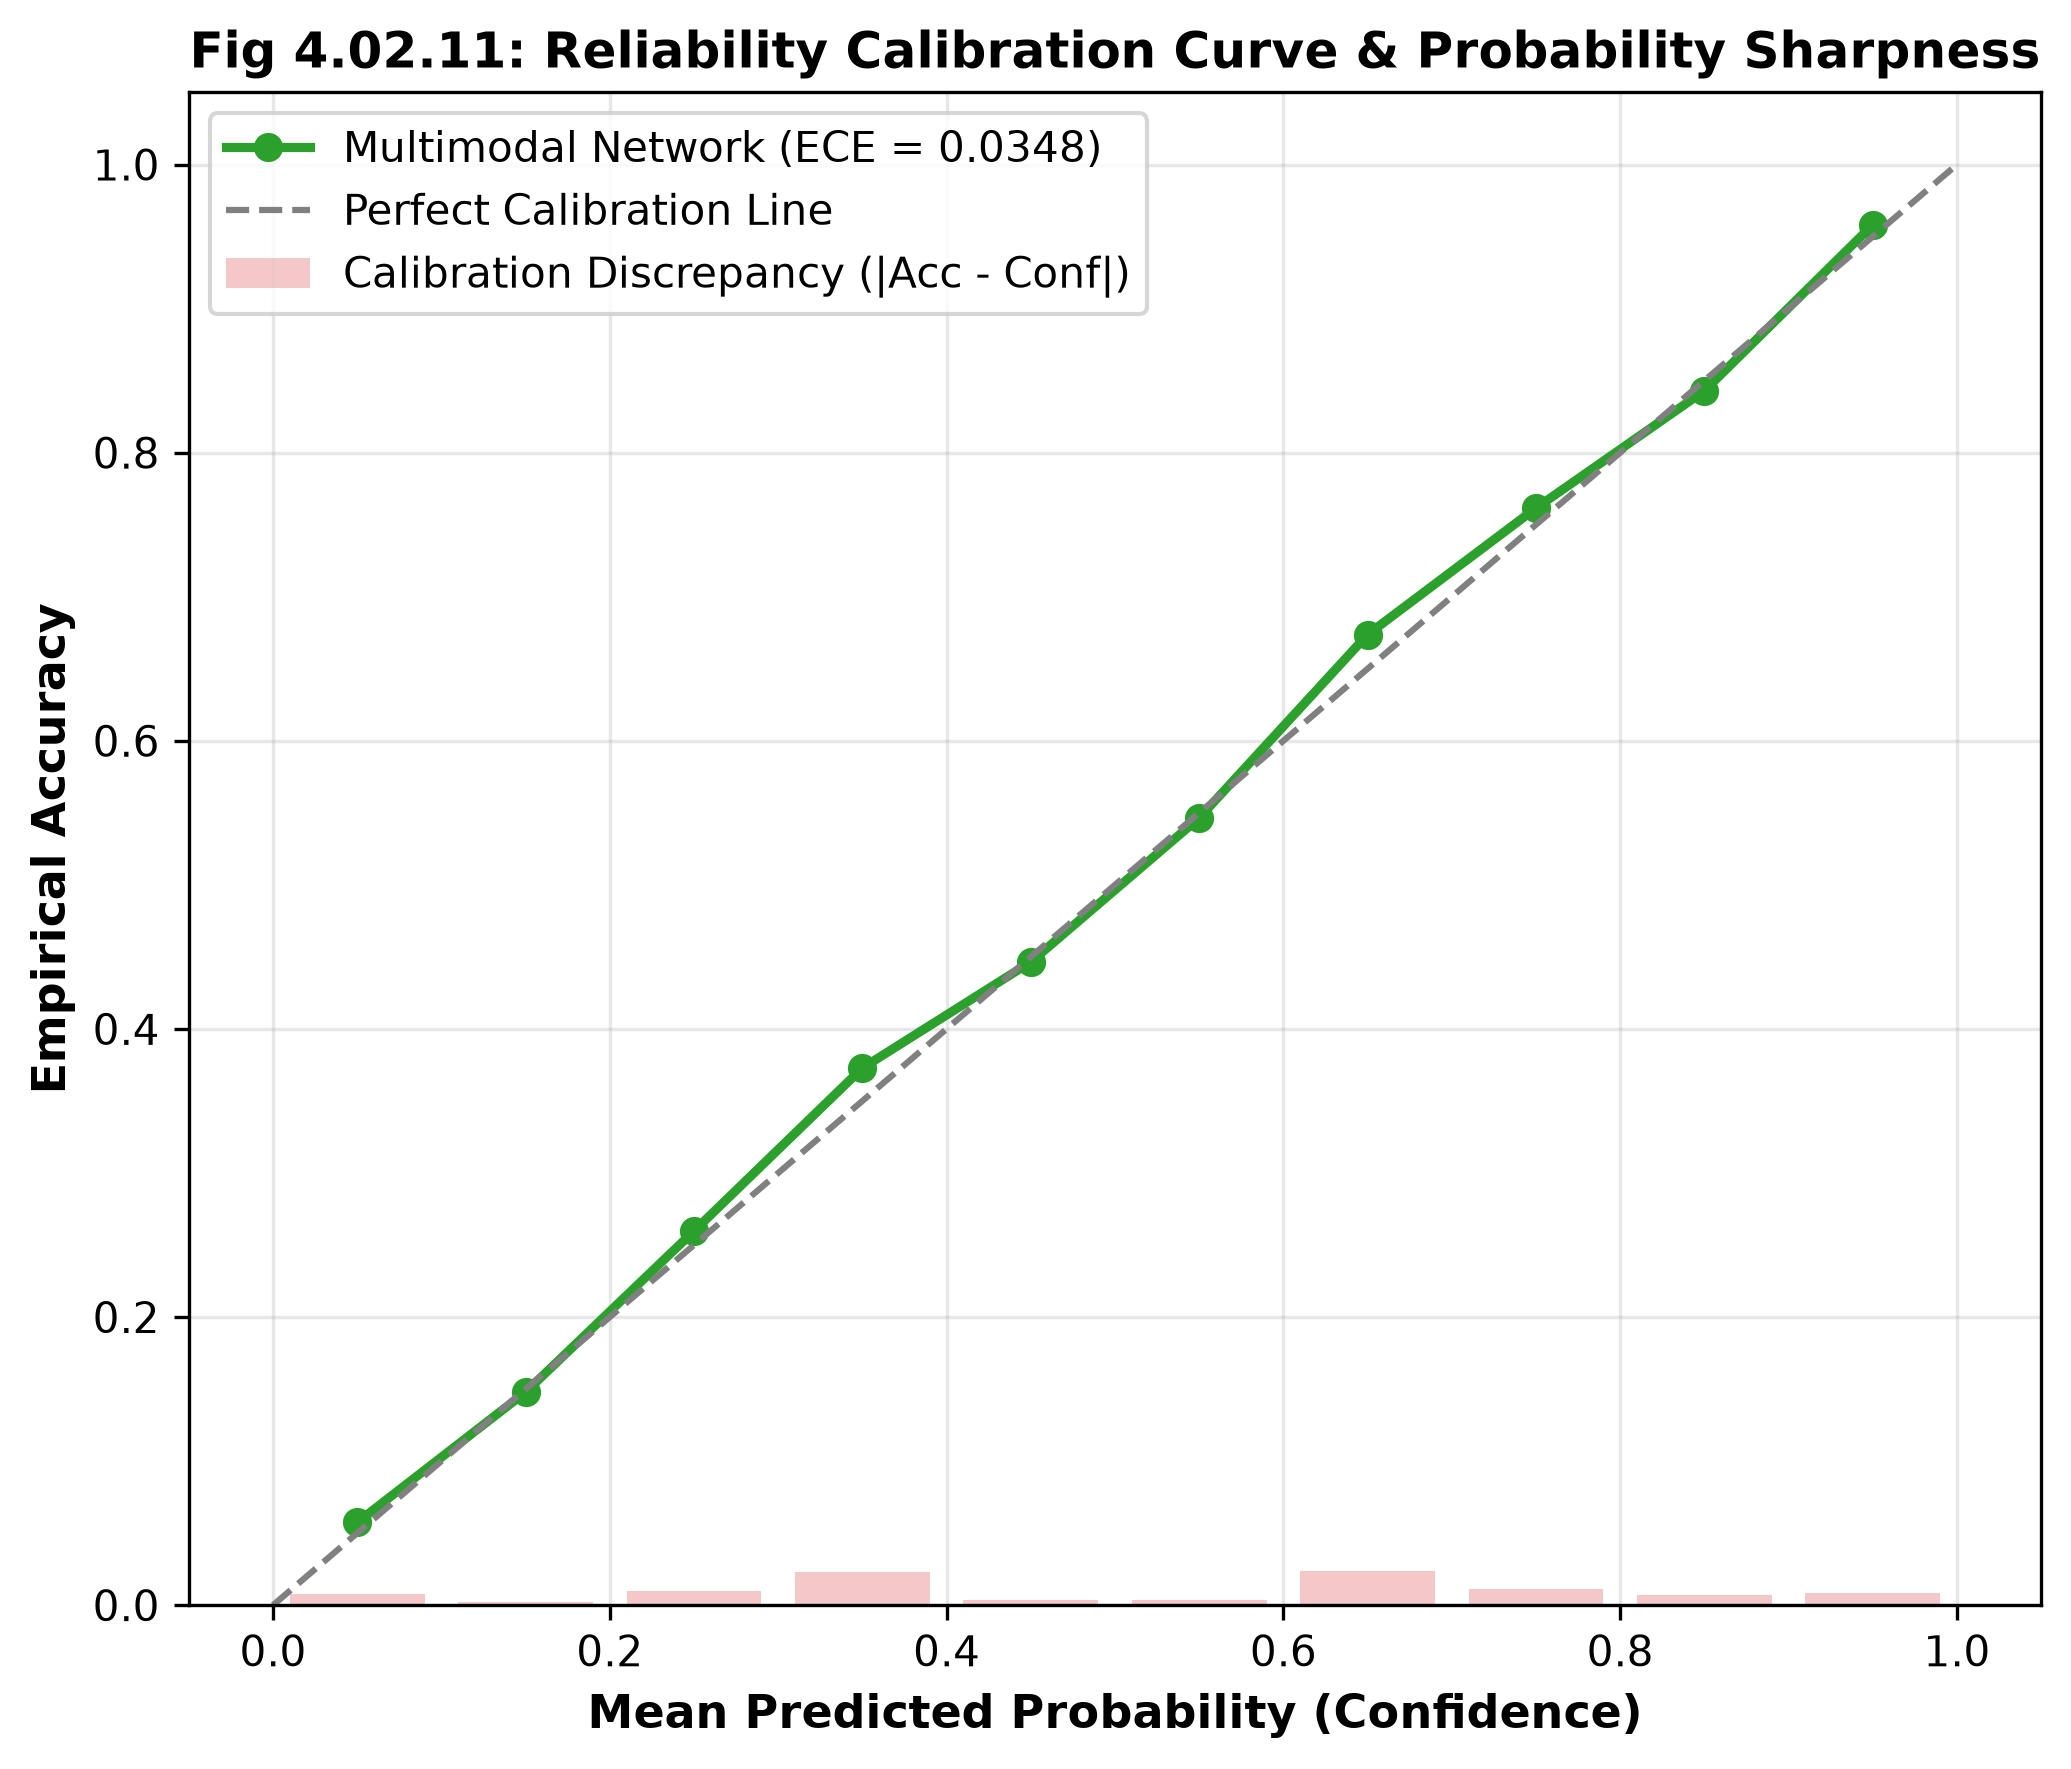 Fig 4.02.11: Reliability Calibration Curve & Probability Sharpness
Multimodal Network (ECE = 0.0348)
Perfect Calibration Line
Calibration Discrepancy (|Acc - Conf|)
Empirical Accuracy
1.0
0.8
0.6
0.4
0.2
0.0
0.0 0.2 0.4 0.6 0.8 1.0
Mean Predicted Probability (Confidence)